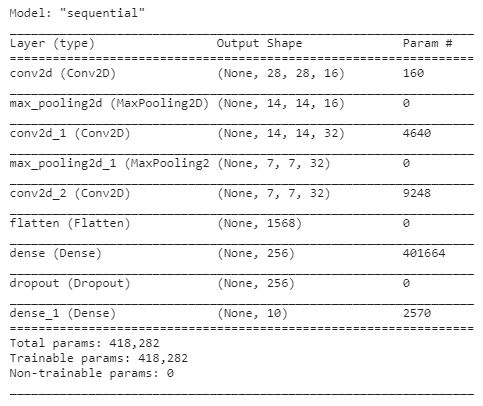 Model: "sequential"
Layer (type) Output Shape Param #
conv2d (Conv2D) (None, 28, 28, 16) 160
max_pooling2d (MaxPooling2D) (None, 14, 14, 16) 0
conv2d_1 (Conv2D) (None, 14, 14, 32) 4640
max_pooling2d_1 (MaxPooling2 (None, 7, 7, 32) 0
conv2d_2 (Conv2D) (None, 7, 7, 32) 9248
flatten (Flatten) (None, 1568) 0
dense (Dense) (None, 256) 401664
dropout (Dropout) (None, 256) 0
dense_1 (Dense) (None, 10) 2570
Total params: 418,282
Trainable params: 418,282
Non-trainable params: 0